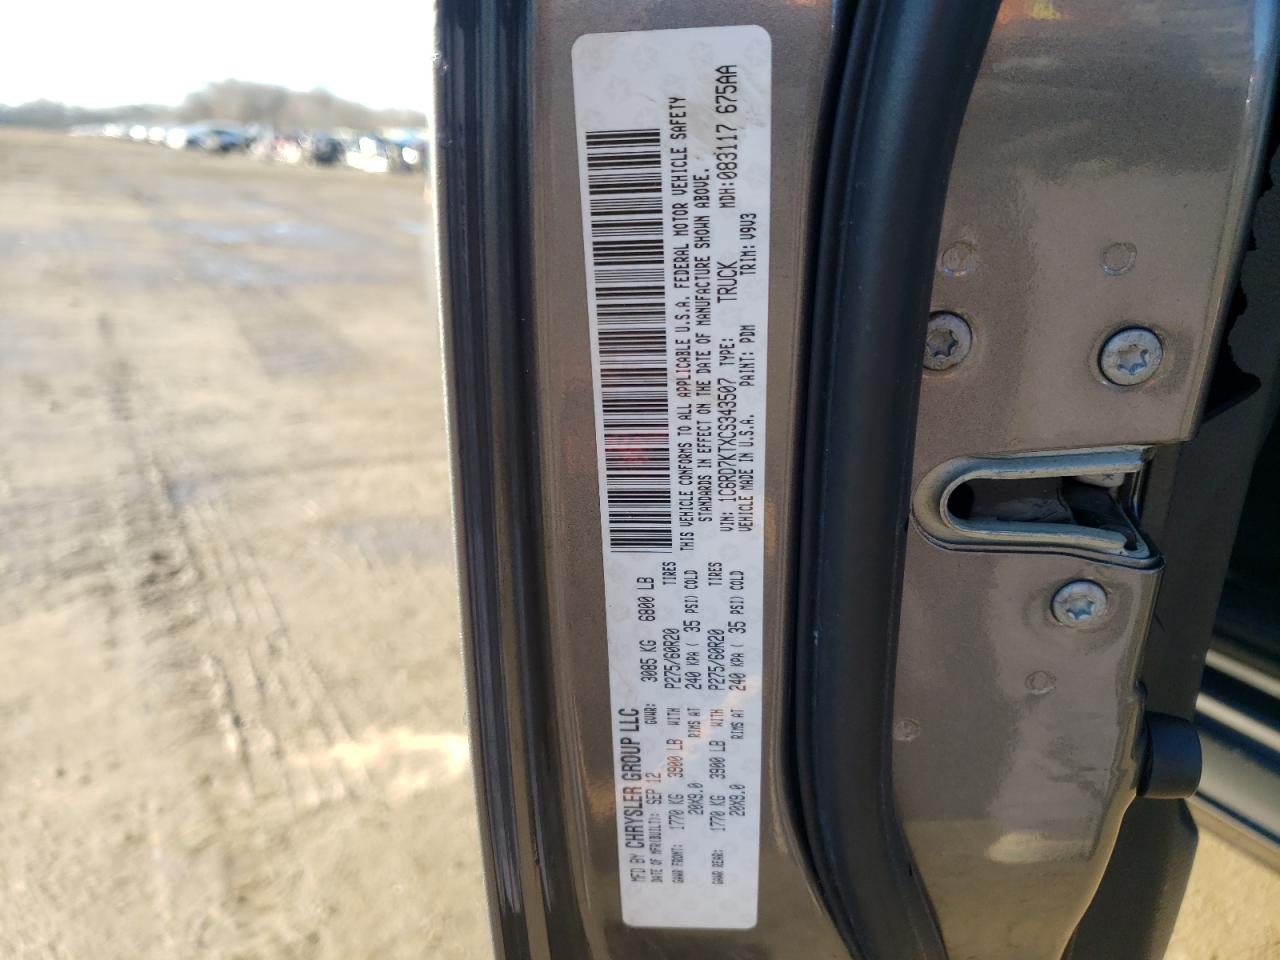 MFD BY CHRYSLER GROUP LLC
DATE OF MFR(BUILT): SEP 12 GVWR: 3085 KG 6800 LB
GAWR FRONT: 1770 KG 3900 LB WITH P275/60R20 TIRES
20X9.0 RIMS AT 240 KPA ( 35 PSI) COLD
GAWR REAR: 1770 KG 3900 LB WITH P275/60R20 TIRES
20X9.0 RIMS AT 240 KPA ( 35 PSI) COLD
THIS VEHICLE CONFORMS TO ALL APPLICABLE U.S.A. FEDERAL MOTOR VEHICLE SAFETY
STANDARDS IN EFFECT ON THE DATE OF MANUFACTURE SHOWN ABOVE.
VIN: 1C6RD7KTXCS343507 TYPE: TRUCK MDH:083117 675AA
VEHICLE MADE IN U.S.A. PAINT: PDM TRIM: V9V3